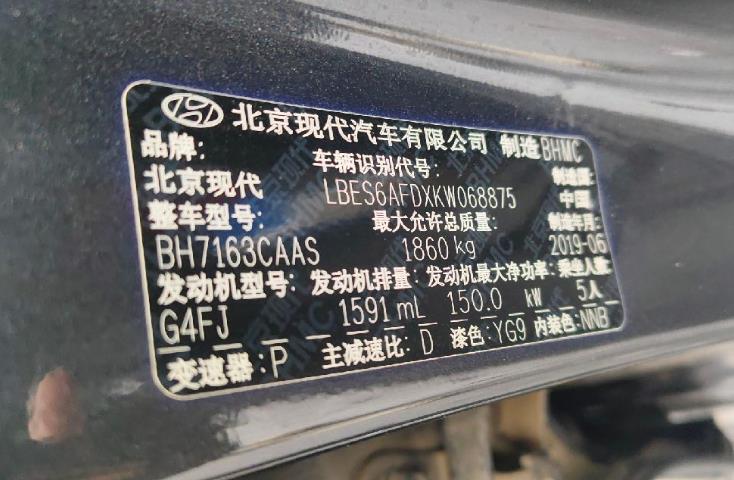 北京现代汽车有限公司 制造 BHMC
品牌: 车辆识别代号: 制造国:
北京现代 LBES6AFDXKW068875 中国
整车型号: 最大允许总质量: 制造年月:
BH7163CAAS 1860 kg 2019-06
发动机型号: 发动机排量: 发动机最大净功率: 乘坐人数:
G4FJ 1591 mL 150.0 kW 5人
变速器: P 主减速比: D 漆色: YG9 内装色: NNB